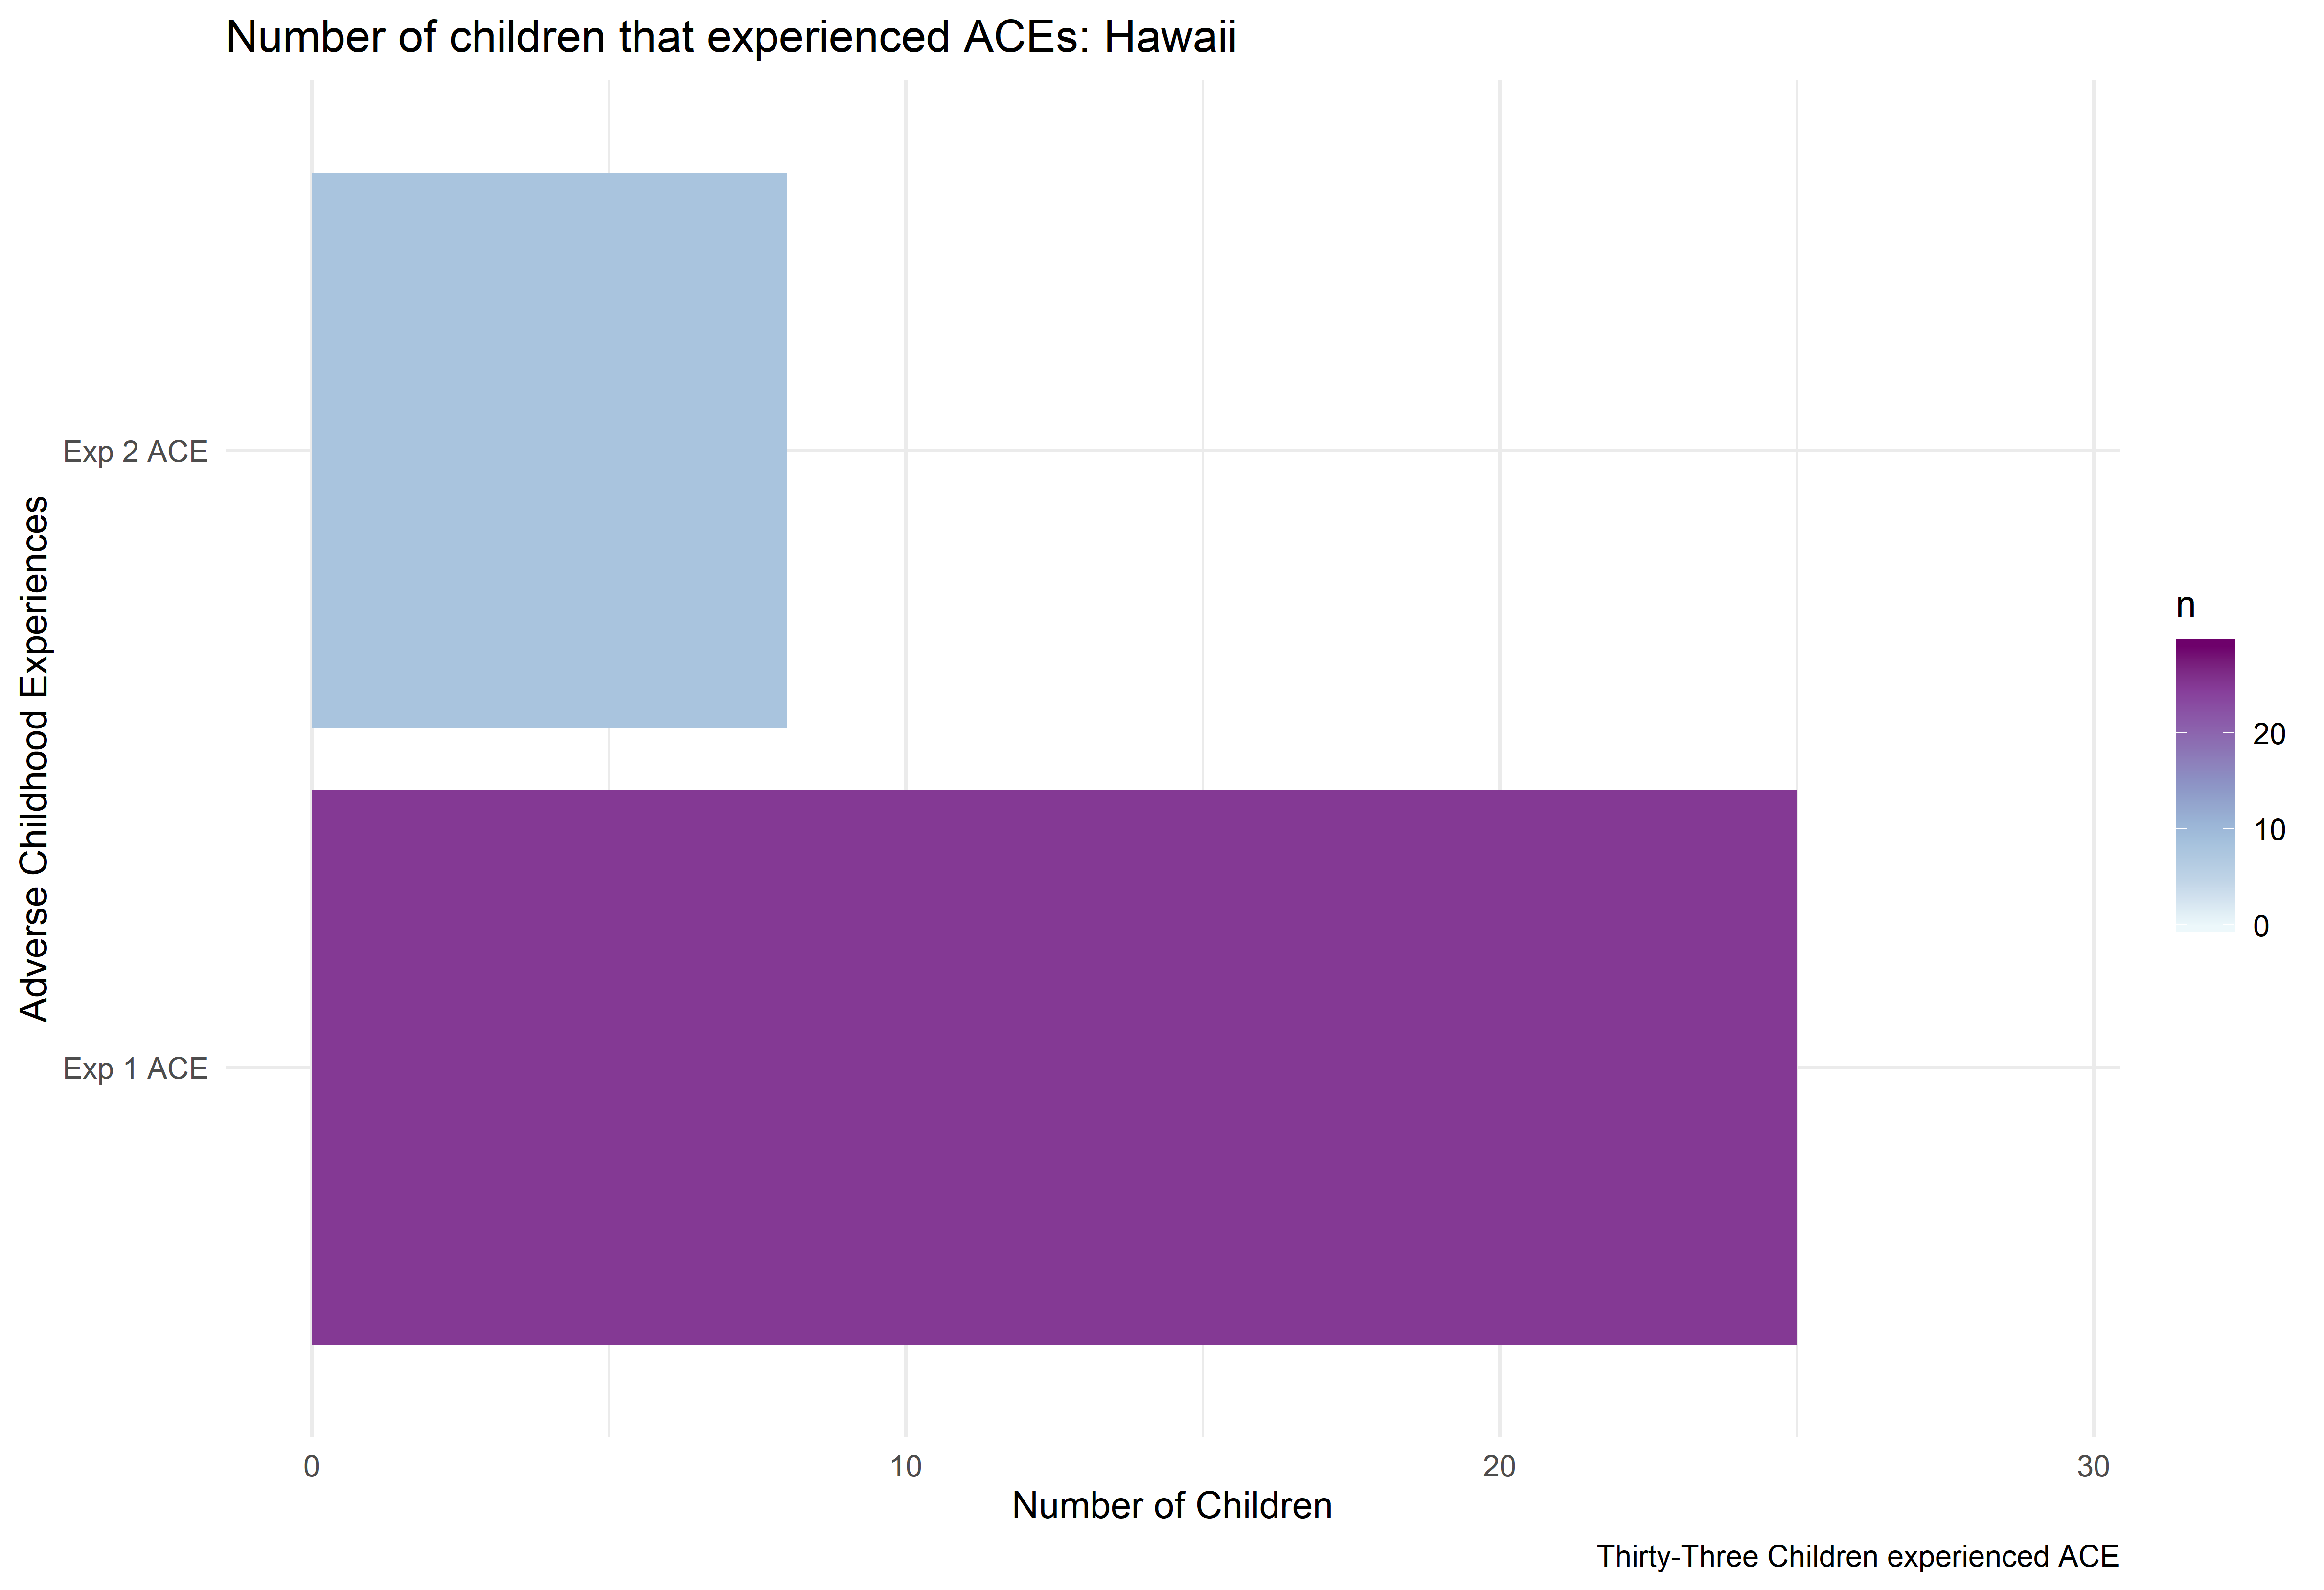 Number of children that experienced ACEs: Hawaii
Adverse Childhood Experiences
Exp 2 ACE
Exp 1 ACE
0
10
20
30
Number of Children
n
20
10
0
Thirty-Three Children experienced ACE